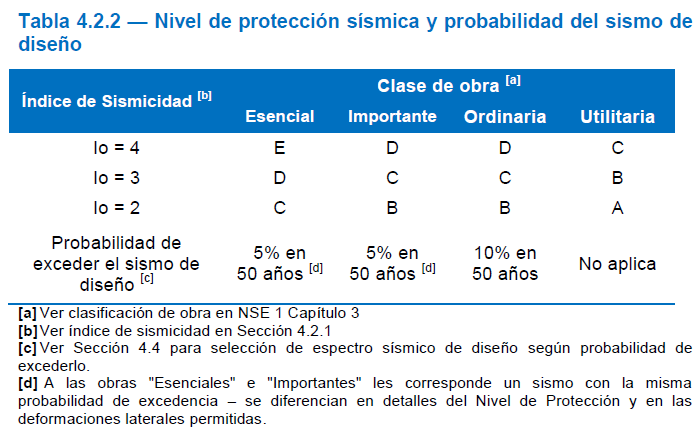 Tabla 4.2.2 — Nivel de protección sísmica y probabilidad del sismo de
diseño
Índice de Sismicidad [b]
Clase de obra [a]
Esencial Importante Ordinaria Utilitaria
Io = 4 E D D C
Io = 3 D C C B
Io = 2 C B B A
Probabilidad de
exceder el sismo de
diseño [c]
5% en
50 años [d]
5% en
50 años [d]
10% en
50 años
No aplica
[a] Ver clasificación de obra en NSE 1 Capítulo 3
[b] Ver índice de sismicidad en Sección 4.2.1
[c] Ver Sección 4.4 para selección de espectro sísmico de diseño según probabilidad de
excederlo.
[d] A las obras "Esenciales" e "Importantes" les corresponde un sismo con la misma
probabilidad de excedencia – se diferencian en detalles del Nivel de Protección y en las
deformaciones laterales permitidas.